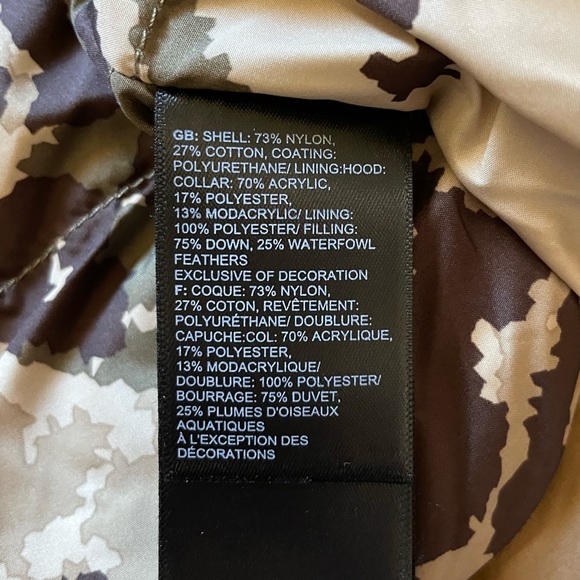 GB: SHELL: 73% NYLON,
27% COTTON, COATING:
POLYURETHANE/ LINING:HOOD:
COLLAR: 70% ACRYLIC,
17% POLYESTER,
13% MODACRYLIC/ LINING:
100% POLYESTER/ FILLING:
75% DOWN, 25% WATERFOWL
FEATHERS
EXCLUSIVE OF DECORATION
F: COQUE: 73% NYLON,
27% COTON, REVÊTEMENT:
POLYURÉTHANE/ DOUBLURE:
CAPUCHE:COL: 70% ACRYLIQUE,
17% POLYESTER,
13% MODACRYLIQUE/
DOUBLURE: 100% POLYESTER/
BOURRAGE: 75% DUVET,
25% PLUMES D'OISEAUX
AQUATIQUES
À L'EXCEPTION DES
DÉCORATIONS